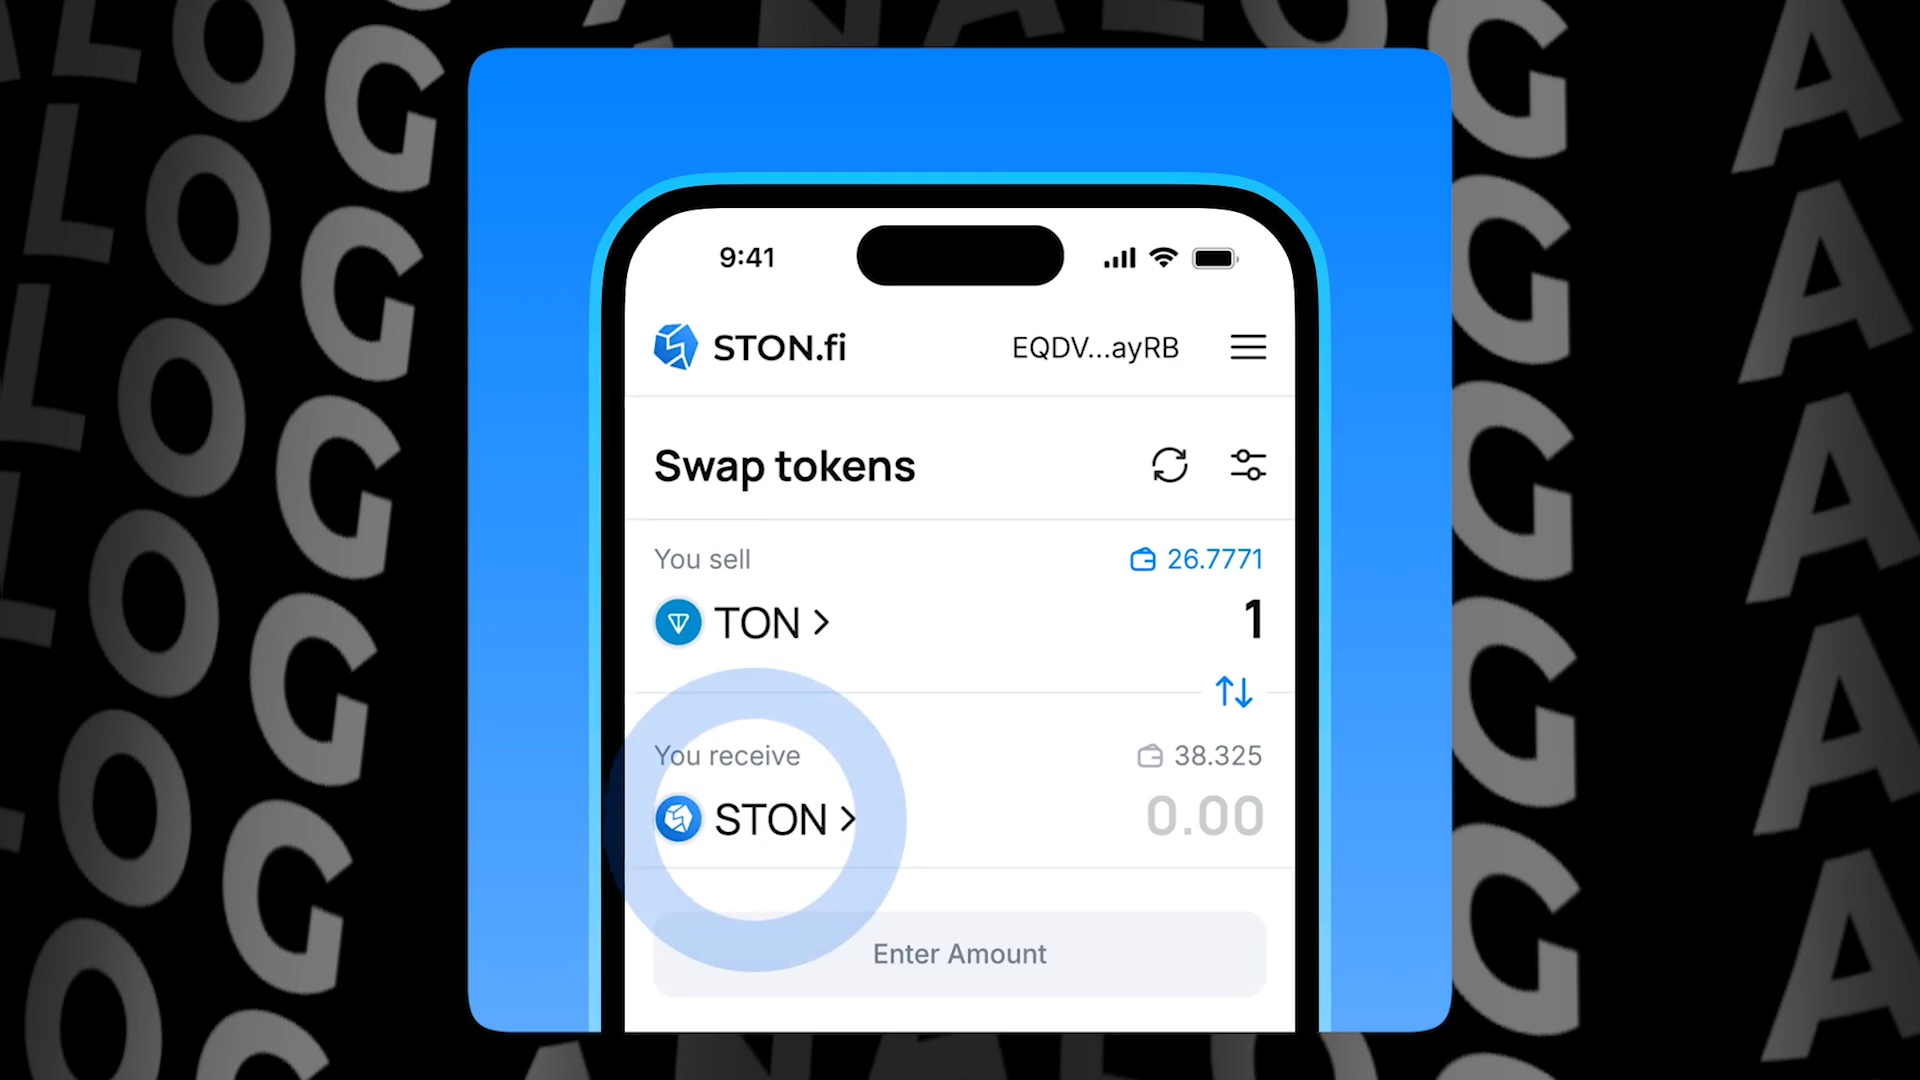 ANALOG
9:41
STON.fi
EQDV...ayRB
Swap tokens
You sell
26.7771
TON >
1
You receive
38.325
STON >
0.00
Enter Amount